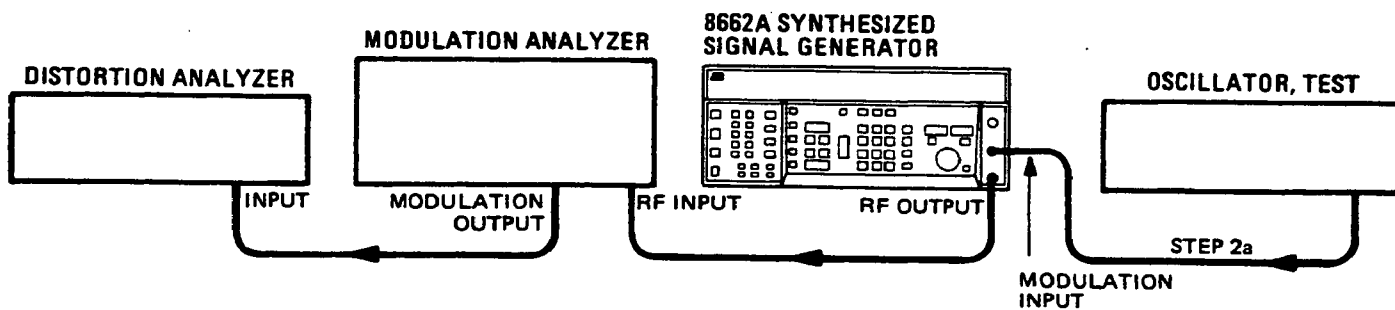 DISTORTION ANALYZER
MODULATION ANALYZER
8662A SYNTHESIZED
SIGNAL GENERATOR
OSCILLATOR, TEST
INPUT
MODULATION
OUTPUT
RF INPUT
RF OUTPUT
STEP 2a
MODULATION
INPUT